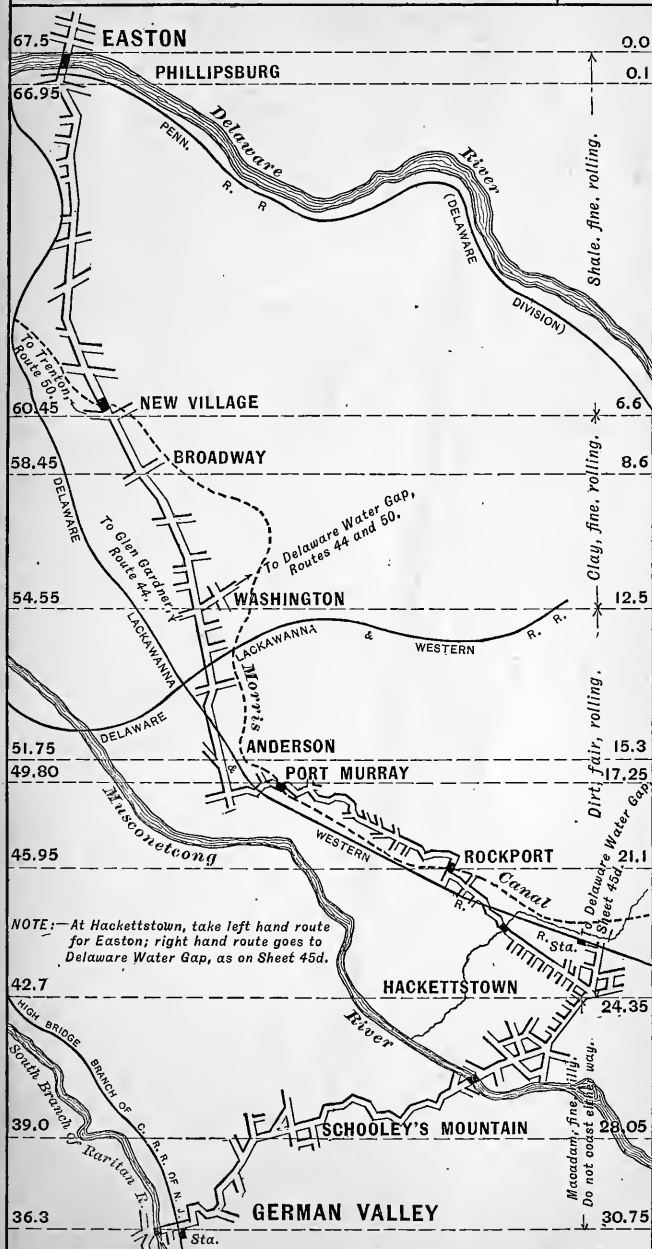 67.5 EASTON 0.0
PHILLIPSBURG 0.1
66.95
PENN. R. R
Delaware River
(DELAWARE DIVISION)
Shale, fine, rolling.
To Trenton,
Route 50.
60.45 NEW VILLAGE 6.6
58.45 BROADWAY 8.6
Clay, fine, rolling.
DELAWARE LACKAWANNA & WESTERN R. R. Sta.
To Glen Gardner,
Route 44.
To Delaware Water Gap,
Routes 44 and 50.
54.55 WASHINGTON 12.5
DELAWARE LACKAWANNA & WESTERN R. R.
Morris Canal
51.75 ANDERSON 15.3
49.80 PORT MURRAY 17.25
Dirt, fair, rolling.
Musconetcong River
45.95 ROCKPORT 21.1
To Delaware Water Gap,
Sheet 45d.
NOTE:—At Hackettstown, take left hand route
for Easton; right hand route goes to
Delaware Water Gap, as on Sheet 45d.
42.7 HACKETTSTOWN 24.35
HIGH BRIDGE BRANCH OF C. R. R. OF N. J.
South Branch of Raritan R.
Macadam, fine, hilly.
Do not coast either way.
39.0 SCHOOLEY'S MOUNTAIN 28.05
36.3 GERMAN VALLEY 30.75
Sta.